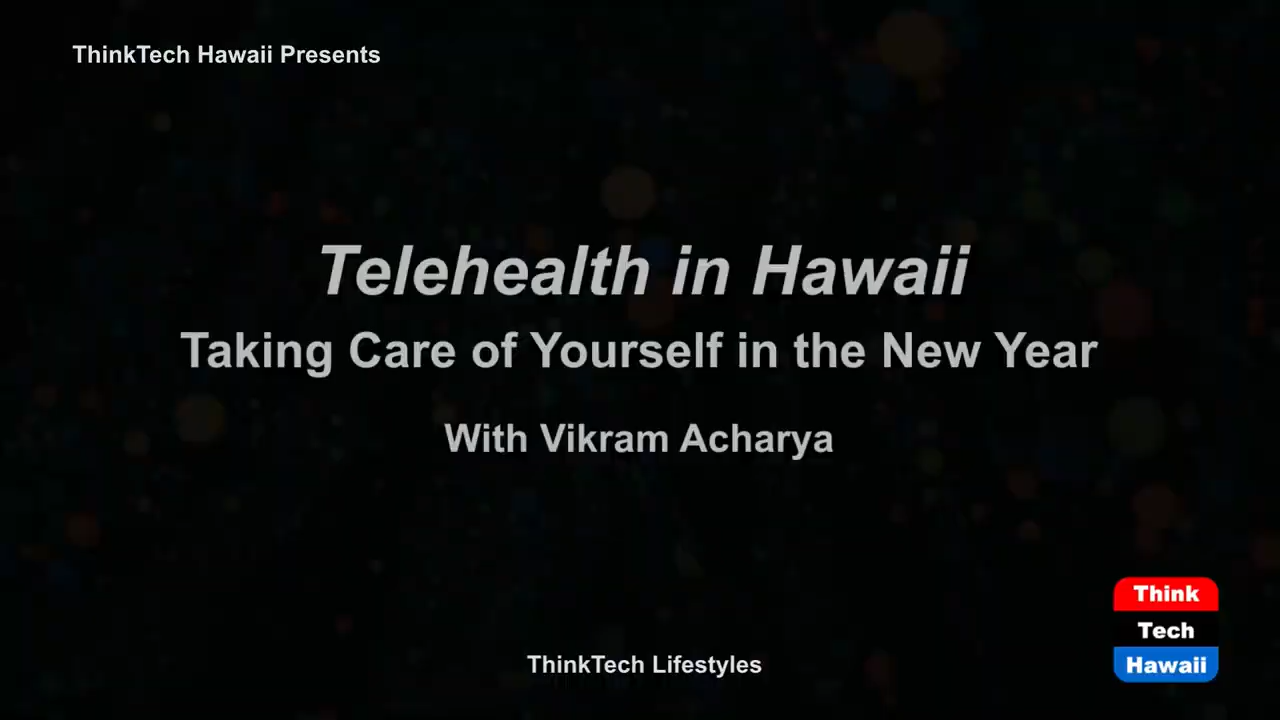 ThinkTech Hawaii Presents
Telehealth in Hawaii
Taking Care of Yourself in the New Year
With Vikram Acharya
Think
Tech
Hawaii
ThinkTech Lifestyles